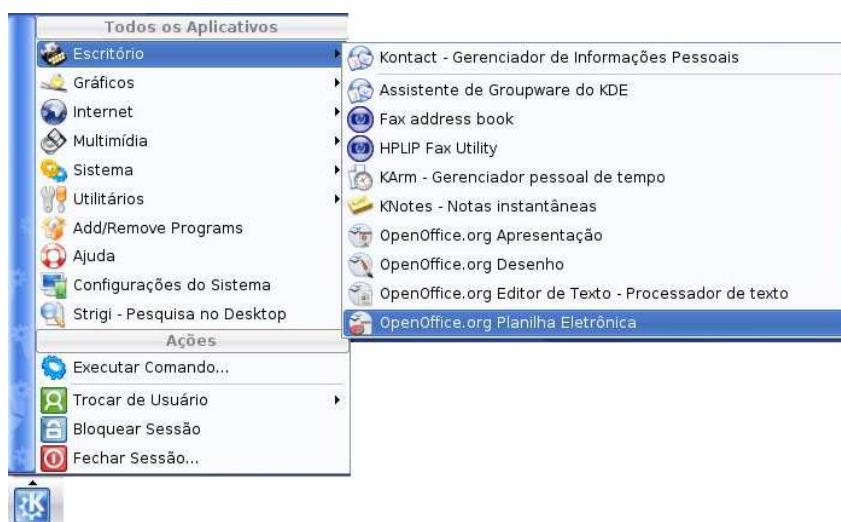 Todos os Aplicativos
Escritório
Gráficos
Internet
Multimídia
Sistema
Utilitários
Add/Remove Programs
Ajuda
Configurações do Sistema
Strigi - Pesquisa no Desktop
Ações
Executar Comando...
Trocar de Usuário
Bloquear Sessão
Fechar Sessão...
Kontact - Gerenciador de Informações Pessoais
Assistente de Groupware do KDE
Fax address book
HPLIP Fax Utility
KArm - Gerenciador pessoal de tempo
KNotes - Notas instantâneas
OpenOffice.org Apresentação
OpenOffice.org Desenho
OpenOffice.org Editor de Texto - Processador de texto
OpenOffice.org Planilha Eletrônica